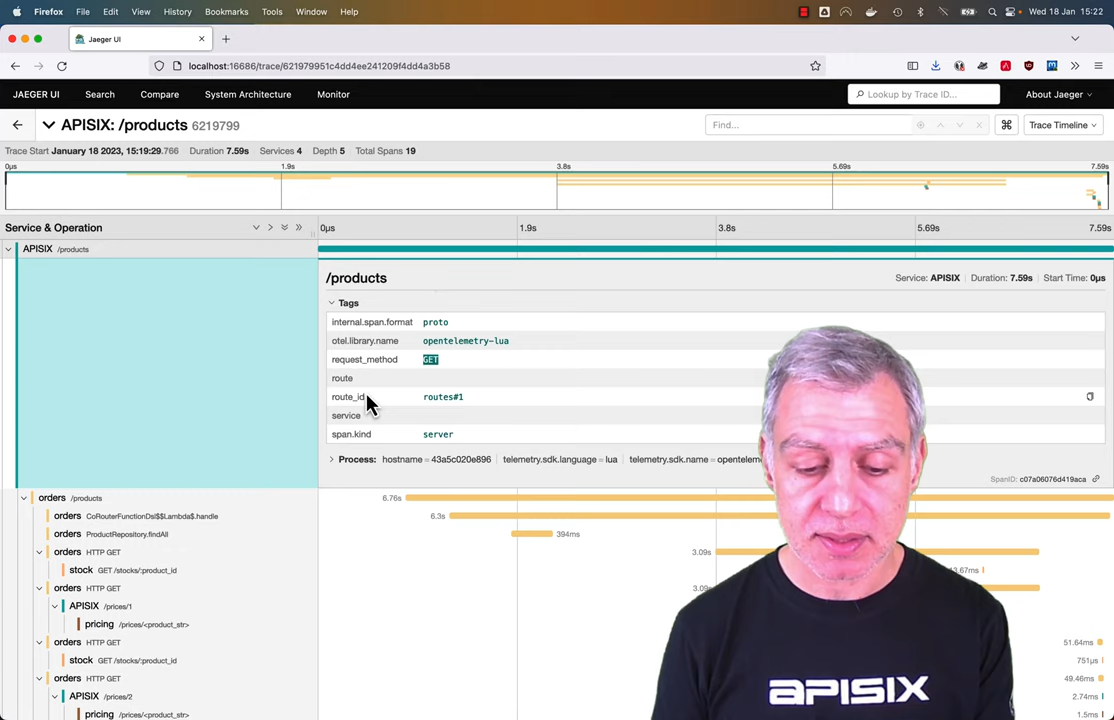 Firefox File Edit View History Bookmarks Tools Window Help Wed 18 Jan 15:22
Jaeger UI
localhost:16686/trace/621979951c4dd4ee241209f4dd4a3b58
JAEGER UI Search Compare System Architecture Monitor Lookup by Trace ID... About Jaeger
APISIX: /products 6219799 Find... Trace Timeline
Trace Start January 18 2023, 15:19:29.766 Duration 7.59s Services 4 Depth 5 Total Spans 19
0μs 1.9s 3.8s 5.69s 7.59s
Service & Operation 0μs 1.9s 3.8s 5.69s 7.59s
APISIX /products
/products Service: APISIX Duration: 7.59s Start Time: 0μs
Tags
internal.span.format proto
otel.library.name opentelemetry-lua
request_method GET
route
route_id routes#1
service
span.kind server
Process: hostname = 43a5c020e896 telemetry.sdk.language = lua telemetry.sdk.name = opentelem
SpanID: c07a06076d419aca
orders /products 6.76s
orders CoRouterFunctionDsl$$Lambda$.handle 6.3s
orders ProductRepository.findAll 394ms
orders HTTP GET 3.09s
stock GET /stocks/:product_id 13.67ms
orders HTTP GET 3.09s
APISIX /prices/1
pricing /prices/<product_str>
orders HTTP GET 51.64ms
stock GET /stocks/:product_id 751μs
orders HTTP GET 49.46ms
APISIX /prices/2 2.74ms
pricing /prices/<product_str> 1.5ms
APISIX